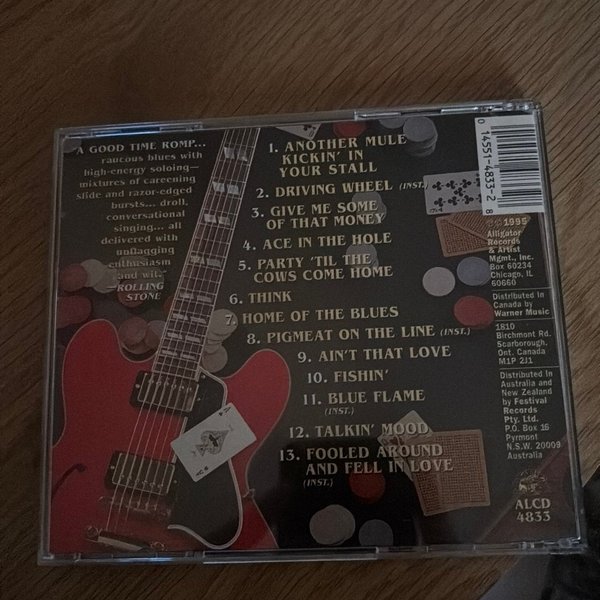 A GOOD TIME ROMP...
raucous blues with
high-energy soloing—
mixtures of careening
slide and razor-edged
bursts... droll,
conversational
singing... all
delivered with
unflagging
enthusiasm
and wit."
—ROLLING
STONE
1. ANOTHER MULE
KICKIN' IN
YOUR STALL
2. DRIVING WHEEL (INST.)
3. GIVE ME SOME
OF THAT MONEY
4. ACE IN THE HOLE
5. PARTY 'TIL THE
COWS COME HOME
6. THINK
7. HOME OF THE BLUES
8. PIGMEAT ON THE LINE (INST.)
9. AIN'T THAT LOVE
10. FISHIN'
11. BLUE FLAME
(INST.)
12. TALKIN' MOOD
13. FOOLED AROUND
AND FELL IN LOVE
(INST.)
0 14551-4833-2 8
© 1995
Alligator
Records
& Artist
Mgmt., Inc.
Box 60234
Chicago, IL
60660
Distributed in
Canada by
Warner Music
1810
Birchmont Rd.
Scarborough,
Ont. Canada
M1P 2J1
Distributed in
Australia and
New Zealand
by Festival
Records
Pty. Ltd.
P.O. Box 16
Pyrmont
N.S.W. 20009
Australia
ALCD
4833
A
A